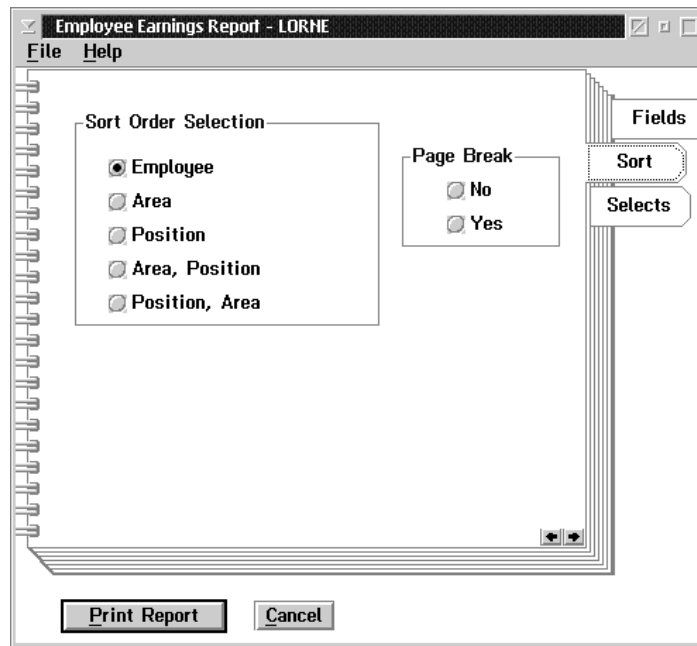 Employee Earnings Report - LORNE
File Help
Fields
Sort Order Selection
Page Break
Sort
Employee
No
Area
Selects
Yes
Position
Area, Position
Position, Area
Print Report
Cancel